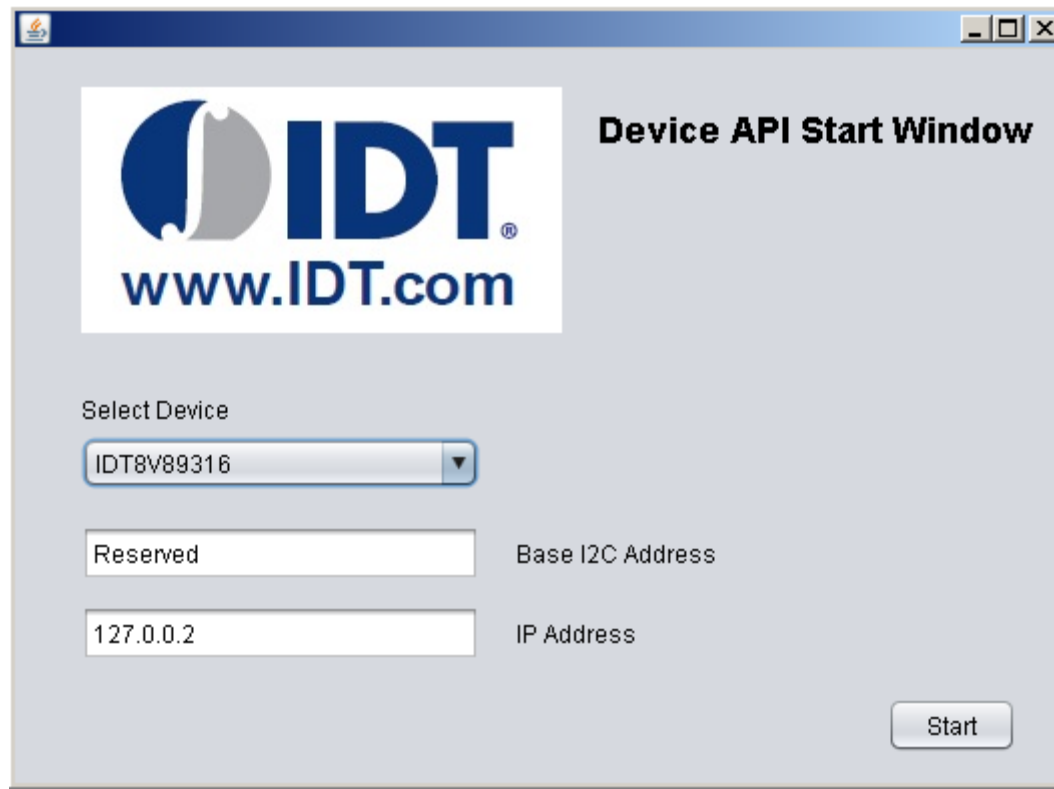 IDT®
www.IDT.com
Device API Start Window
Select Device
IDT8V89316
Reserved
Base I2C Address
127.0.0.2
IP Address
Start